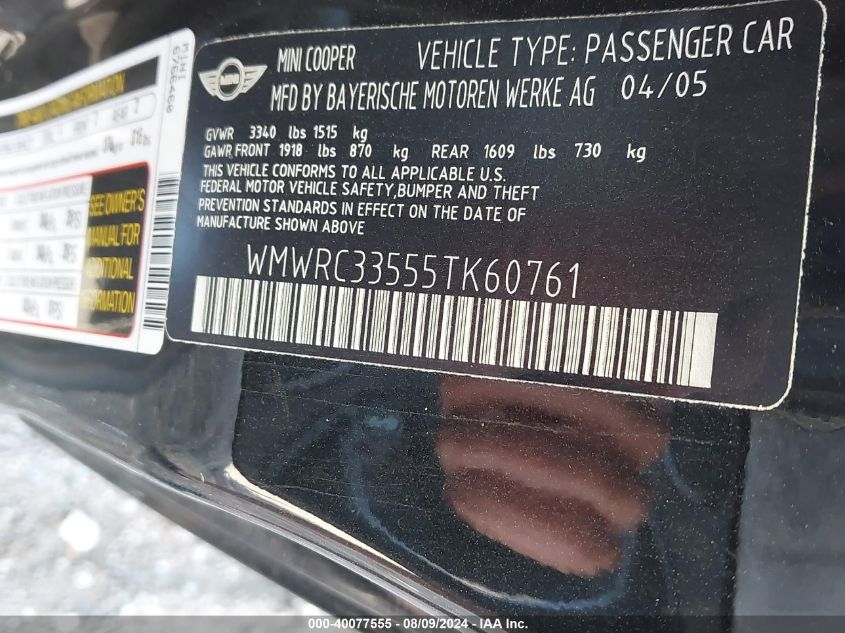 MINI
6766460
SEE OWNER'S
MANUAL FOR
ADDITIONAL
INFORMATION
MINI COOPER VEHICLE TYPE: PASSENGER CAR
MFD BY BAYERISCHE MOTOREN WERKE AG 04/05
GVWR 3340 lbs 1515 kg
GAWR FRONT 1918 lbs 870 kg REAR 1609 lbs 730 kg
THIS VEHICLE CONFORMS TO ALL APPLICABLE U.S.
FEDERAL MOTOR VEHICLE SAFETY,BUMPER AND THEFT
PREVENTION STANDARDS IN EFFECT ON THE DATE OF
MANUFACTURE SHOWN ABOVE
WMWRC33555TK60761
000-40077555 - 08/09/2024 - IAA Inc.